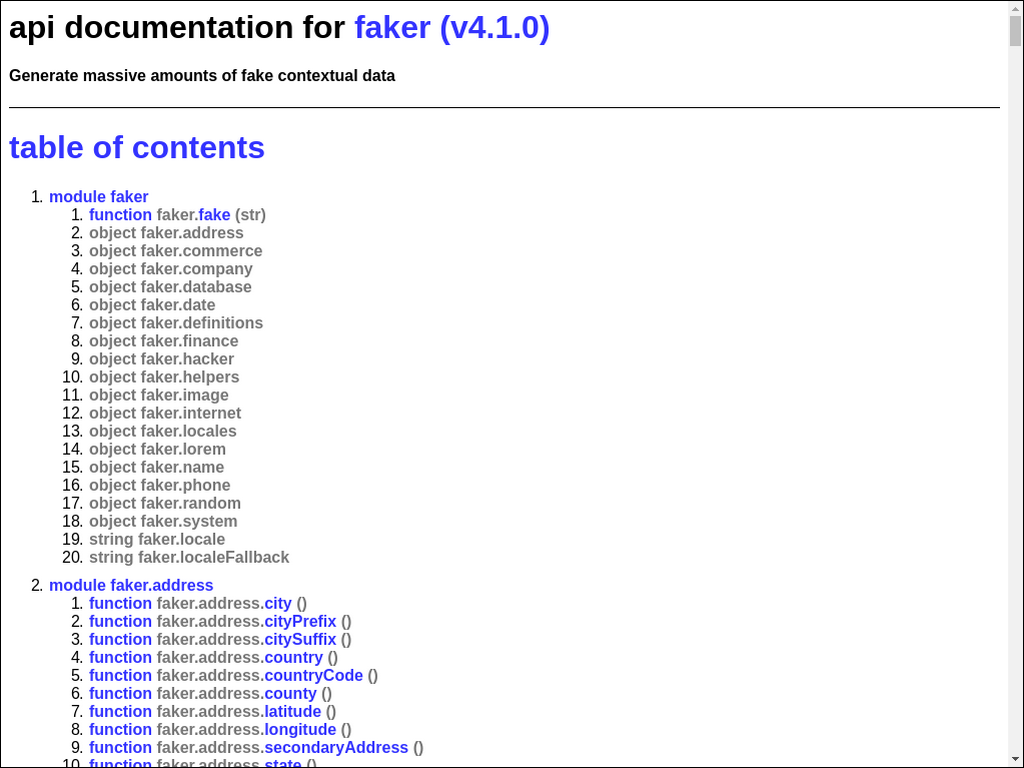 api documentation for faker (v4.1.0)
Generate massive amounts of fake contextual data
table of contents
1. module faker
1. function faker.fake (str)
2. object faker.address
3. object faker.commerce
4. object faker.company
5. object faker.database
6. object faker.date
7. object faker.definitions
8. object faker.finance
9. object faker.hacker
10. object faker.helpers
11. object faker.image
12. object faker.internet
13. object faker.locales
14. object faker.lorem
15. object faker.name
16. object faker.phone
17. object faker.random
18. object faker.system
19. string faker.locale
20. string faker.localeFallback
2. module faker.address
1. function faker.address.city ()
2. function faker.address.cityPrefix ()
3. function faker.address.citySuffix ()
4. function faker.address.country ()
5. function faker.address.countryCode ()
6. function faker.address.county ()
7. function faker.address.latitude ()
8. function faker.address.longitude ()
9. function faker.address.secondaryAddress ()
10. function faker.address.state ()